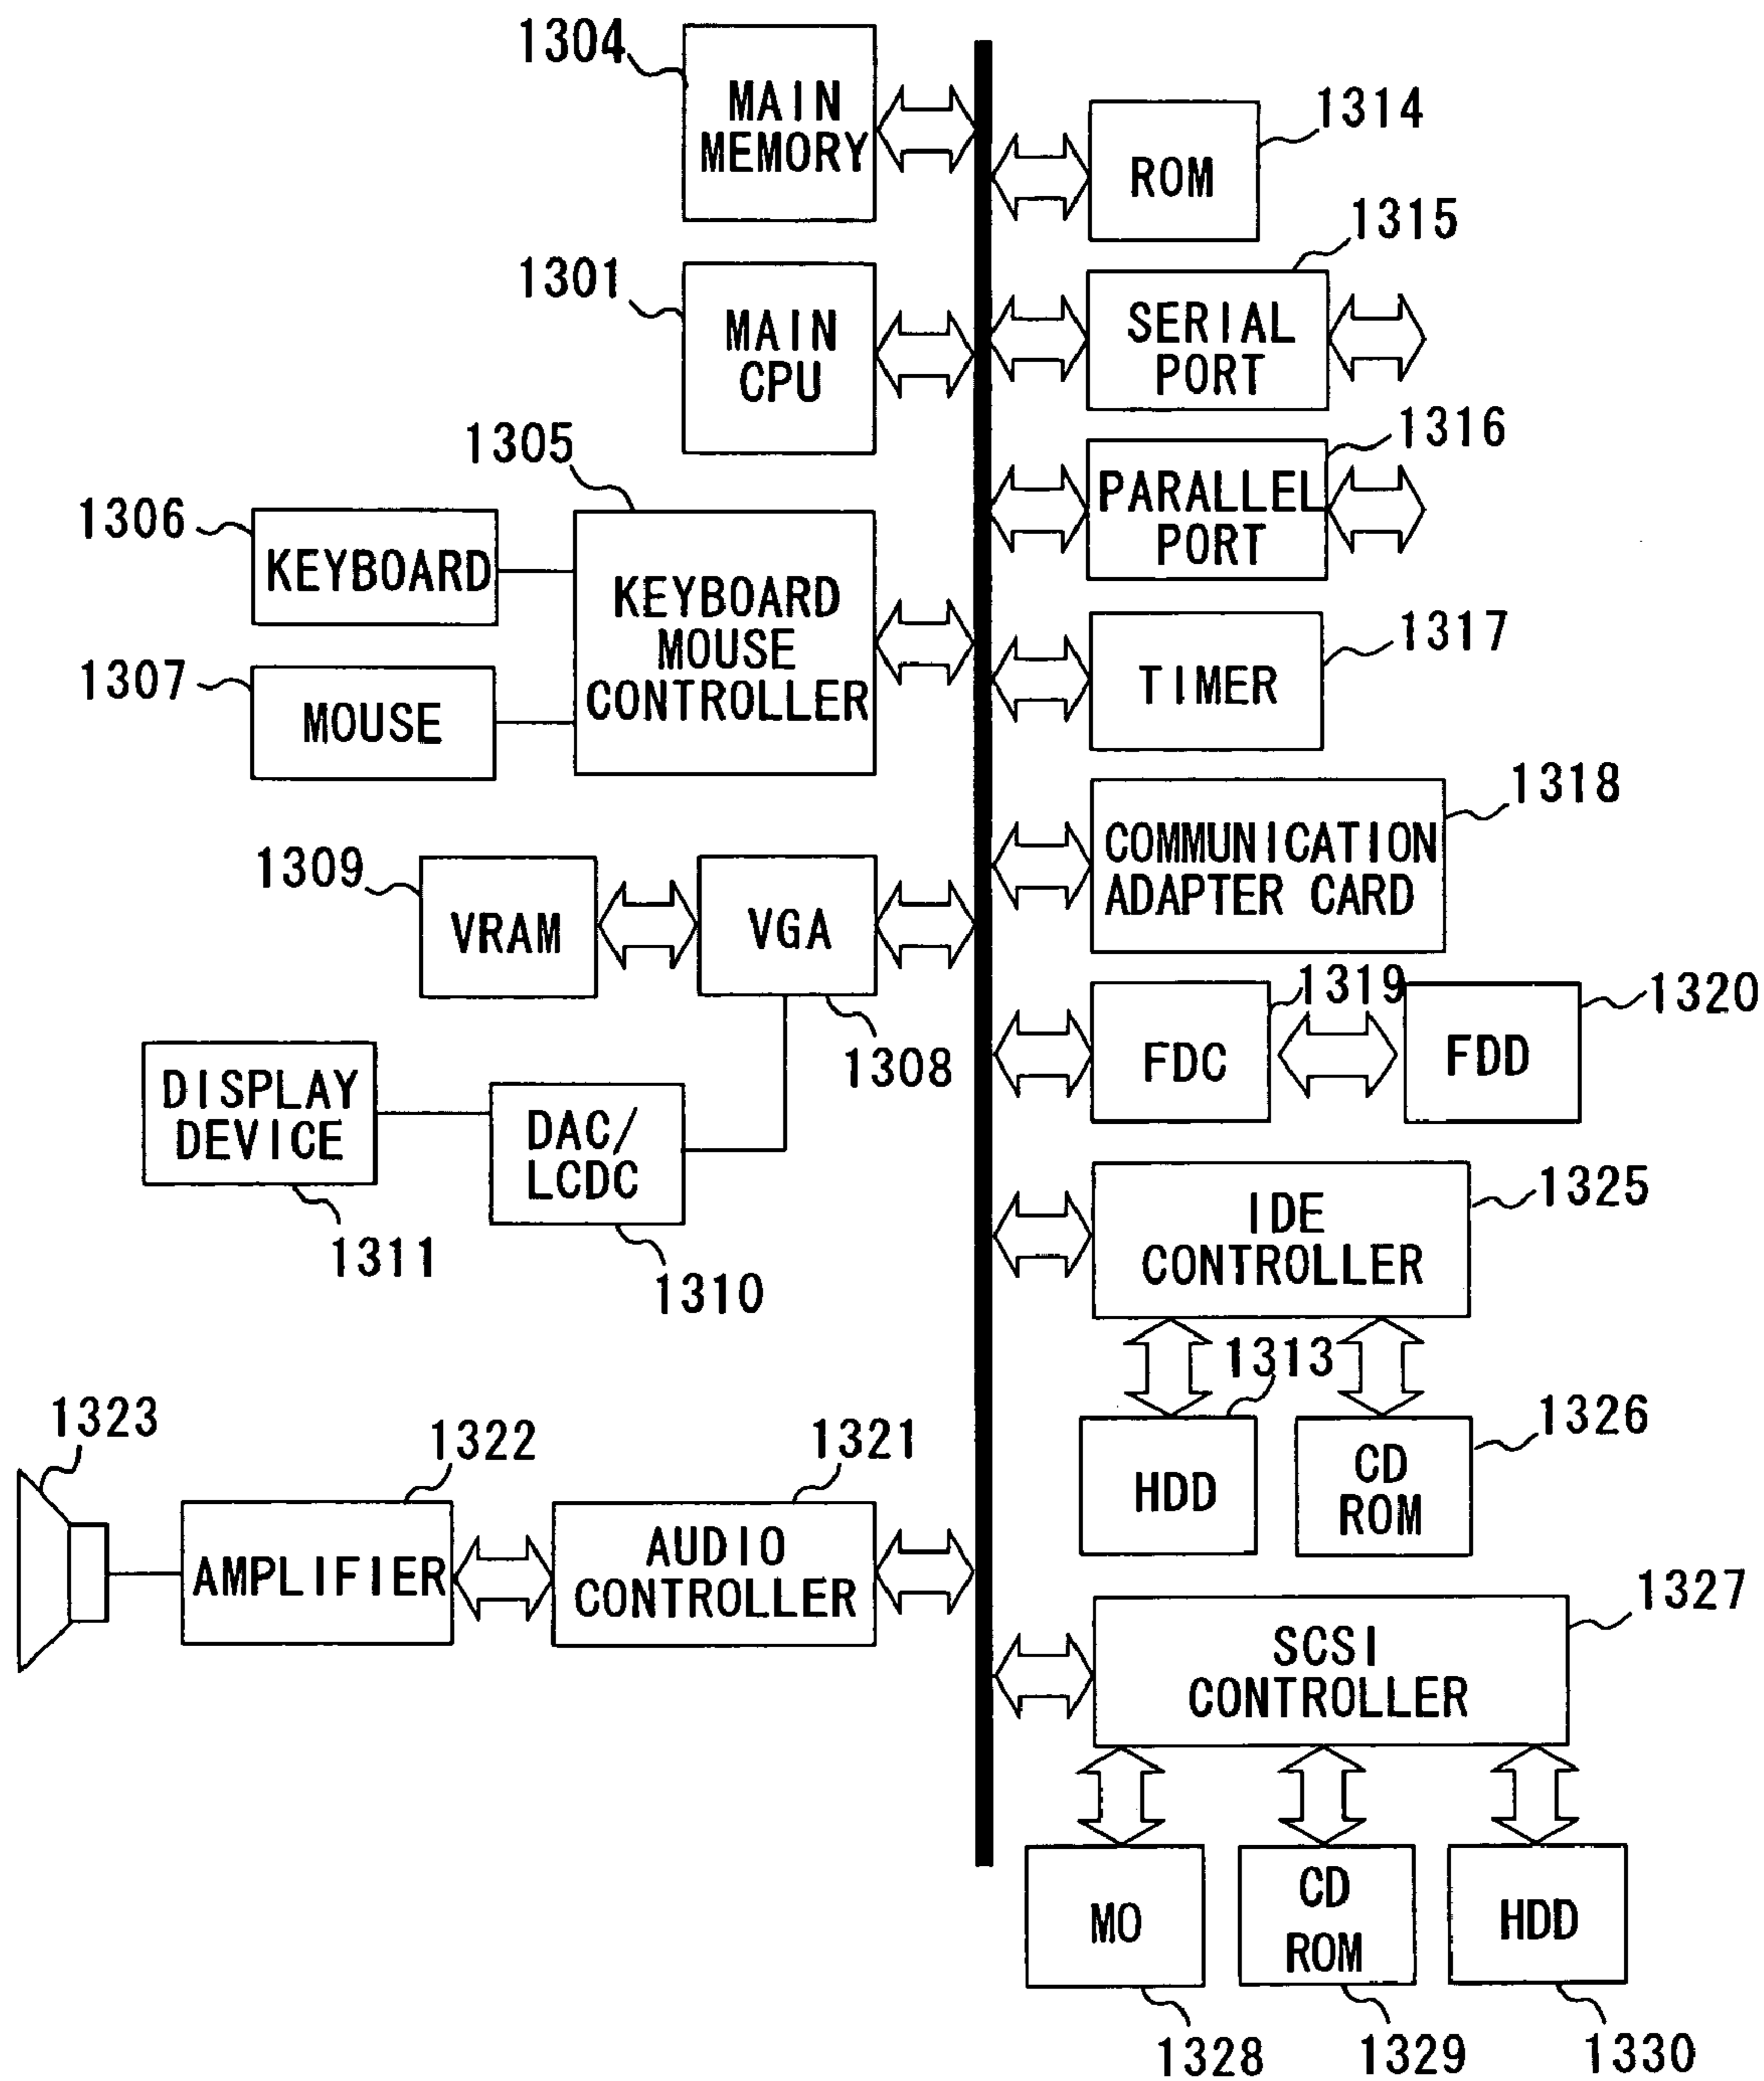 1304
MAIN
MEMORY
1314
ROM
1301
MAIN
CPU
1315
SERIAL
PORT
1305
1316
PARALLEL
PORT
1306
KEYBOARD
KEYBOARD
MOUSE
CONTROLLER
1307
MOUSE
1317
TIMER
1318
COMMUNICATION
ADAPTER CARD
1309
VRAM
VGA
1308
1319
FDC
1320
FDD
DISPLAY
DEVICE
1311
DAC/
LCDC
1310
1325
IDE
CONTROLLER
1313
HDD
1326
CD
ROM
1323
1322
AMPLIFIER
1321
AUDIO
CONTROLLER
1327
SCSI
CONTROLLER
MO
1328
CD
ROM
1329
HDD
1330